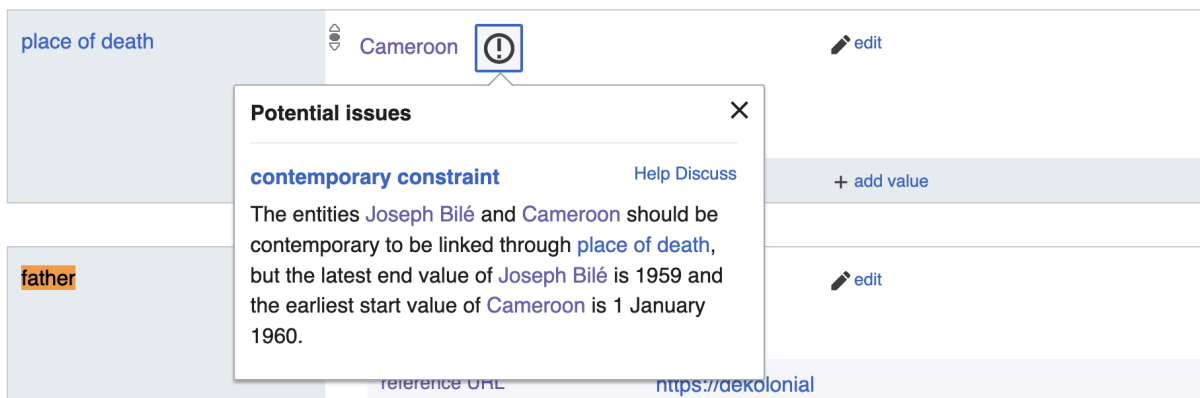 place of death
Cameroon
edit
Potential issues
contemporary constraint
Help Discuss
The entities Joseph Bilé and Cameroon should be
contemporary to be linked through place of death,
but the latest end value of Joseph Bilé is 1959 and
the earliest start value of Cameroon is 1 January
1960.
+ add value
father
edit
reference URL
https://dekolonial